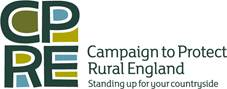 CP
RE
Campaign to Protect
Rural England
Standing up for your countryside